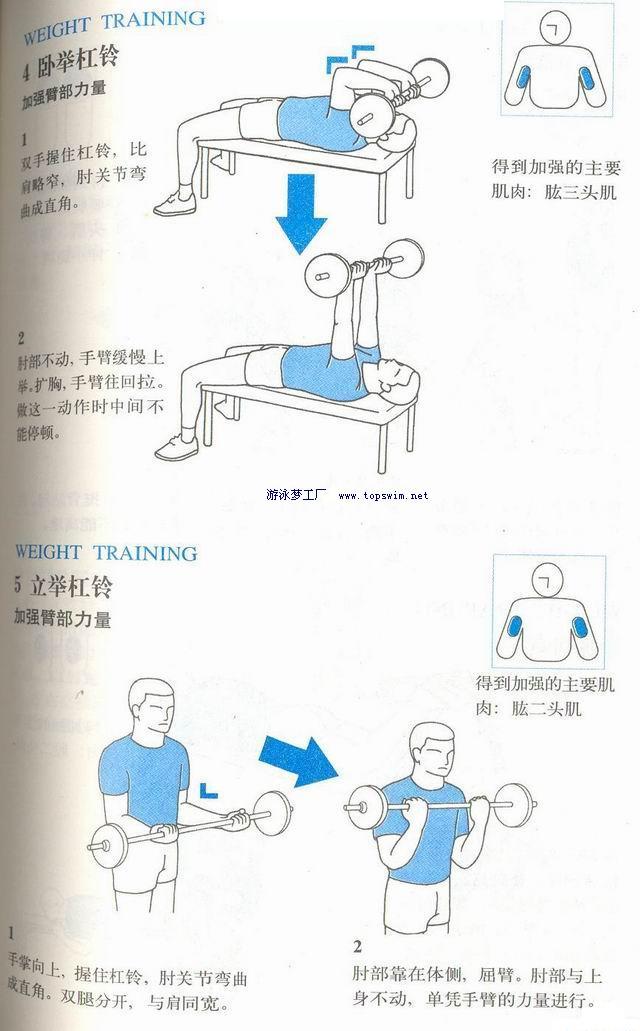 WEIGHT TRAINING
4 卧举杠铃
加强臂部力量
1
双手握住杠铃，比
肩略窄，肘关节弯
曲成直角。
得到加强的主要
肌肉：肱三头肌
2
肘部不动，手臂缓慢上
举。扩胸，手臂往回拉。
做这一动作时中间不
能停顿。
游泳梦工厂 www.topswim.net
WEIGHT TRAINING
5 立举杠铃
加强臂部力量
得到加强的主要肌
肉：肱二头肌
1
手掌向上，握住杠铃，肘关节弯曲
成直角。双腿分开，与肩同宽。
2
肘部靠在体侧，屈臂。肘部与上
身不动，单凭手臂的力量进行。